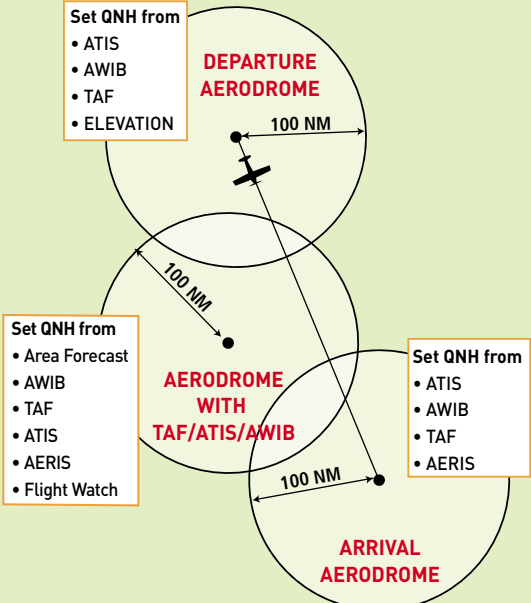 Set QNH from
• ATIS
• AWIB
• TAF
• ELEVATION
DEPARTURE
AERODROME
100 NM
100 NM
Set QNH from
• Area Forecast
• AWIB
• TAF
• ATIS
• AERIS
• Flight Watch
AERODROME
WITH
TAF/ATIS/AWIB
Set QNH from
• ATIS
• AWIB
• TAF
• AERIS
100 NM
ARRIVAL
AERODROME